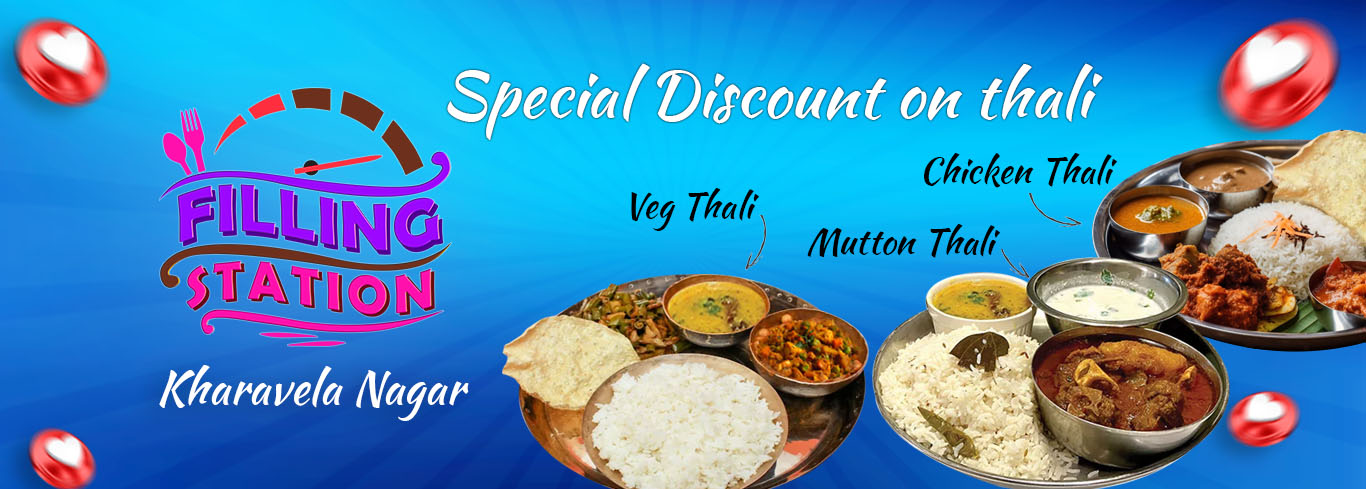 Special Discount on thali
FILLING
STATION
Kharavela Nagar
Veg Thali
Mutton Thali
Chicken Thali